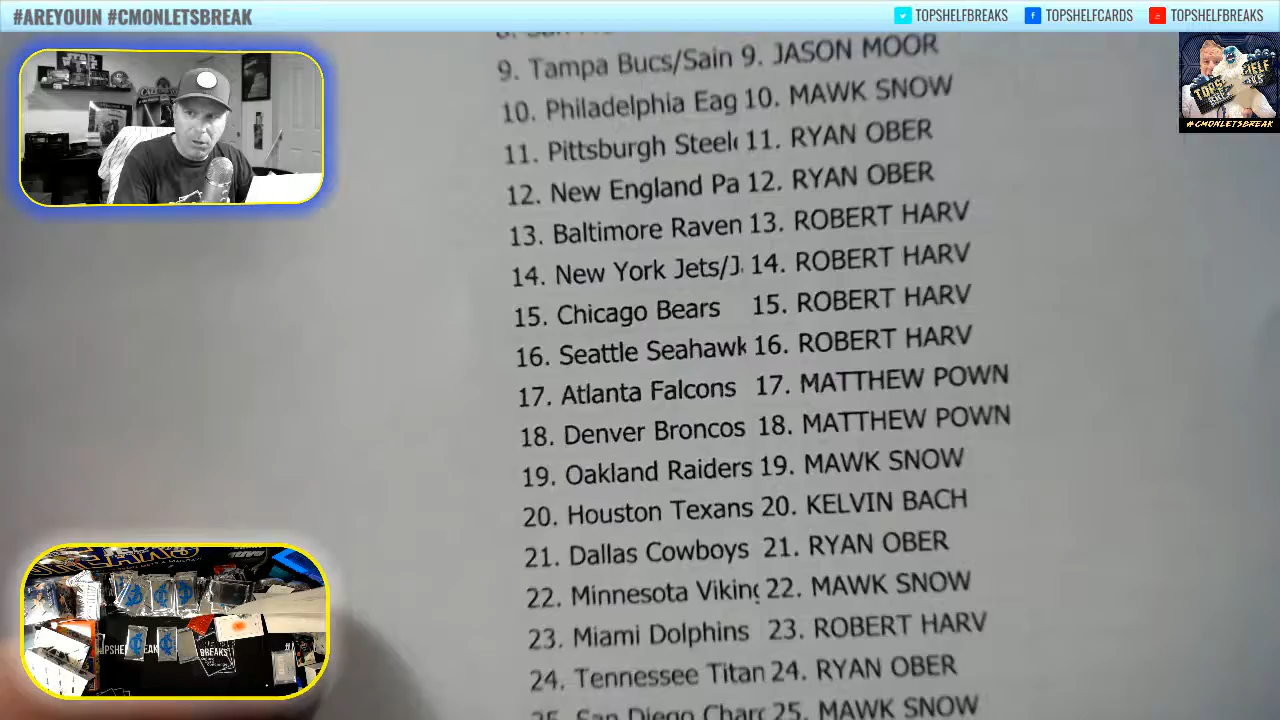 #AREYOUIN #CMONLETSBREAK
TOPSHELFBREAKS TOPSHELFCARDS TOPSHELFBREAKS
#CMONLETSBREAK
9. Tampa Bucs/Sain 9. JASON MOOR
10. Philadelphia Eag 10. MAWK SNOW
11. Pittsburgh Steel 11. RYAN OBER
12. New England Pa 12. RYAN OBER
13. Baltimore Raven 13. ROBERT HARV
14. New York Jets/J 14. ROBERT HARV
15. Chicago Bears 15. ROBERT HARV
16. Seattle Seahawk 16. ROBERT HARV
17. Atlanta Falcons 17. MATTHEW POWN
18. Denver Broncos 18. MATTHEW POWN
19. Oakland Raiders 19. MAWK SNOW
20. Houston Texans 20. KELVIN BACH
21. Dallas Cowboys 21. RYAN OBER
22. Minnesota Viking 22. MAWK SNOW
23. Miami Dolphins 23. ROBERT HARV
24. Tennessee Titan 24. RYAN OBER
25. San Diego Charg 25. MAWK SNOW